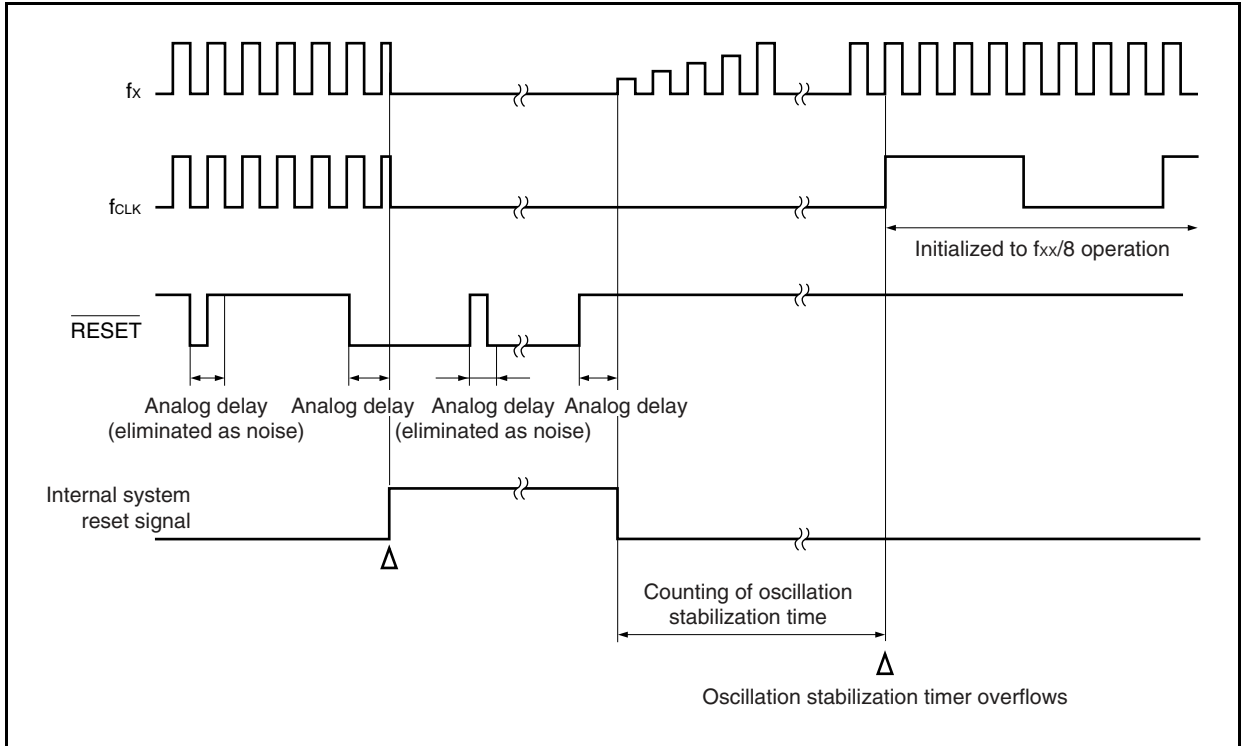 fX
fCLK
Initialized to fXX/8 operation
RESET
Analog delay
(eliminated as noise)
Analog delay
Analog delay
(eliminated as noise)
Analog delay
Internal system
reset signal
Counting of oscillation
stabilization time
Oscillation stabilization timer overflows